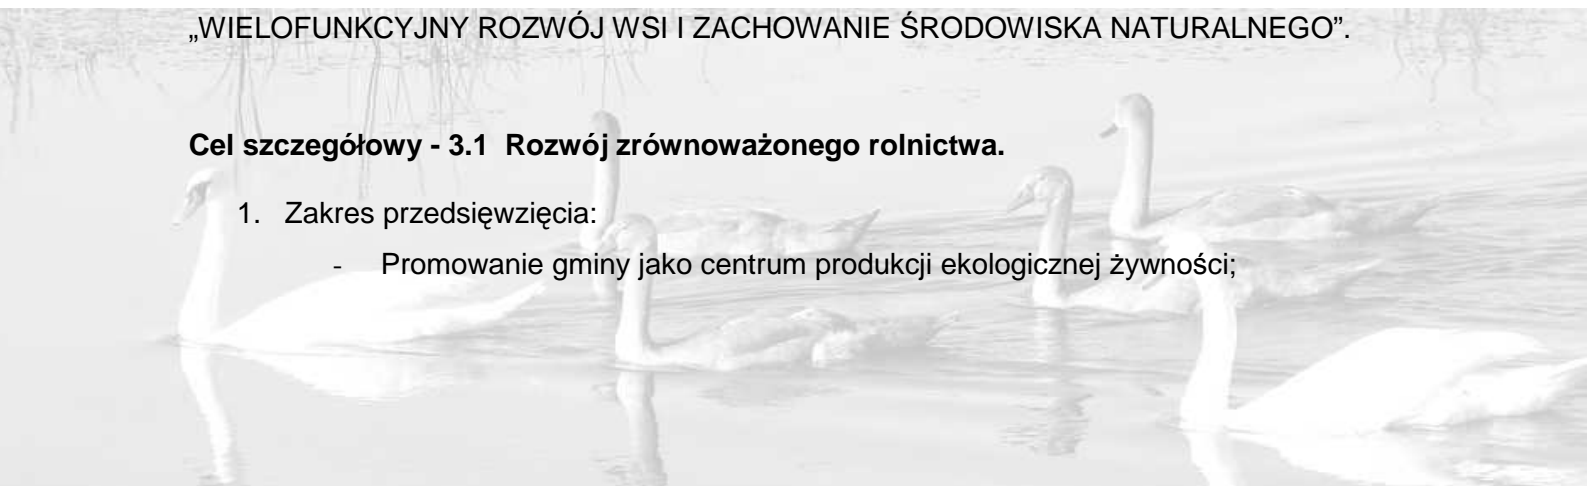 „WIELOFUNKCYJNY ROZWÓJ WSI I ZACHOWANIE ŚRODOWISKA NATURALNEGO”.
Cel szczegółowy - 3.1 Rozwój zrównoważonego rolnictwa.
1. Zakres przedsięwzięcia:
- Promowanie gminy jako centrum produkcji ekologicznej żywności;